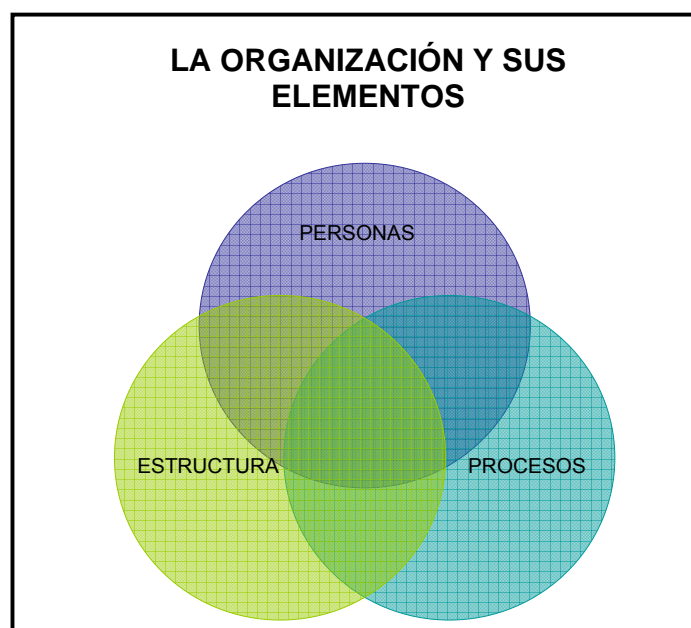 LA ORGANIZACIÓN Y SUS
ELEMENTOS
PERSONAS
ESTRUCTURA
PROCESOS